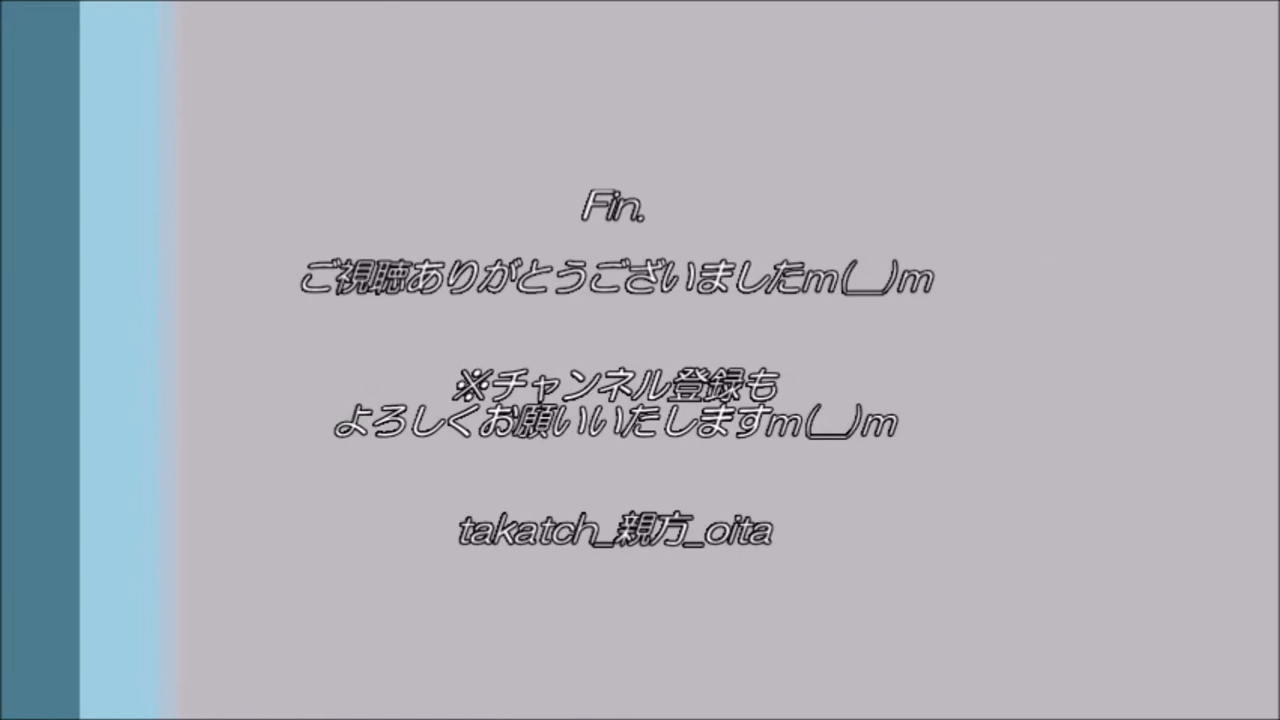 Fin.
ご視聴ありがとうございましたm(__)m
※チャンネル登録も
よろしくお願いいたしますm(__)m
takatch_親方_oita